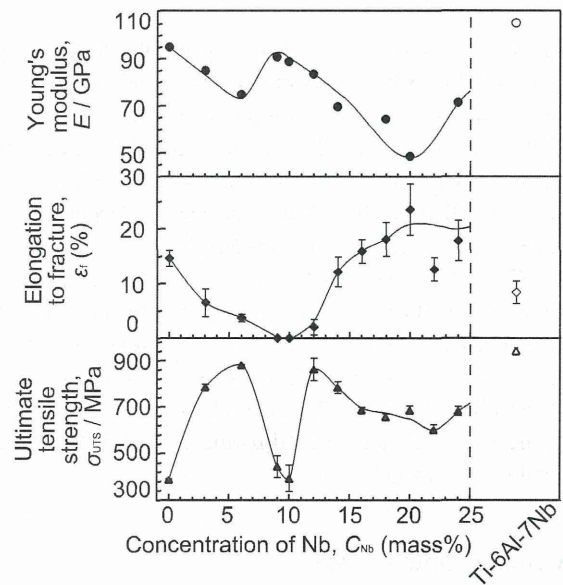 Young's
modulus,
E / GPa
110
90
70
50
Elongation
to fracture,
εf (%)
30
20
10
0
Ultimate
tensile
strength,
σUTS / MPa
900
700
500
300
0 5 10 15 20 25
Concentration of Nb, CNb (mass%)
Ti-6Al-7Nb